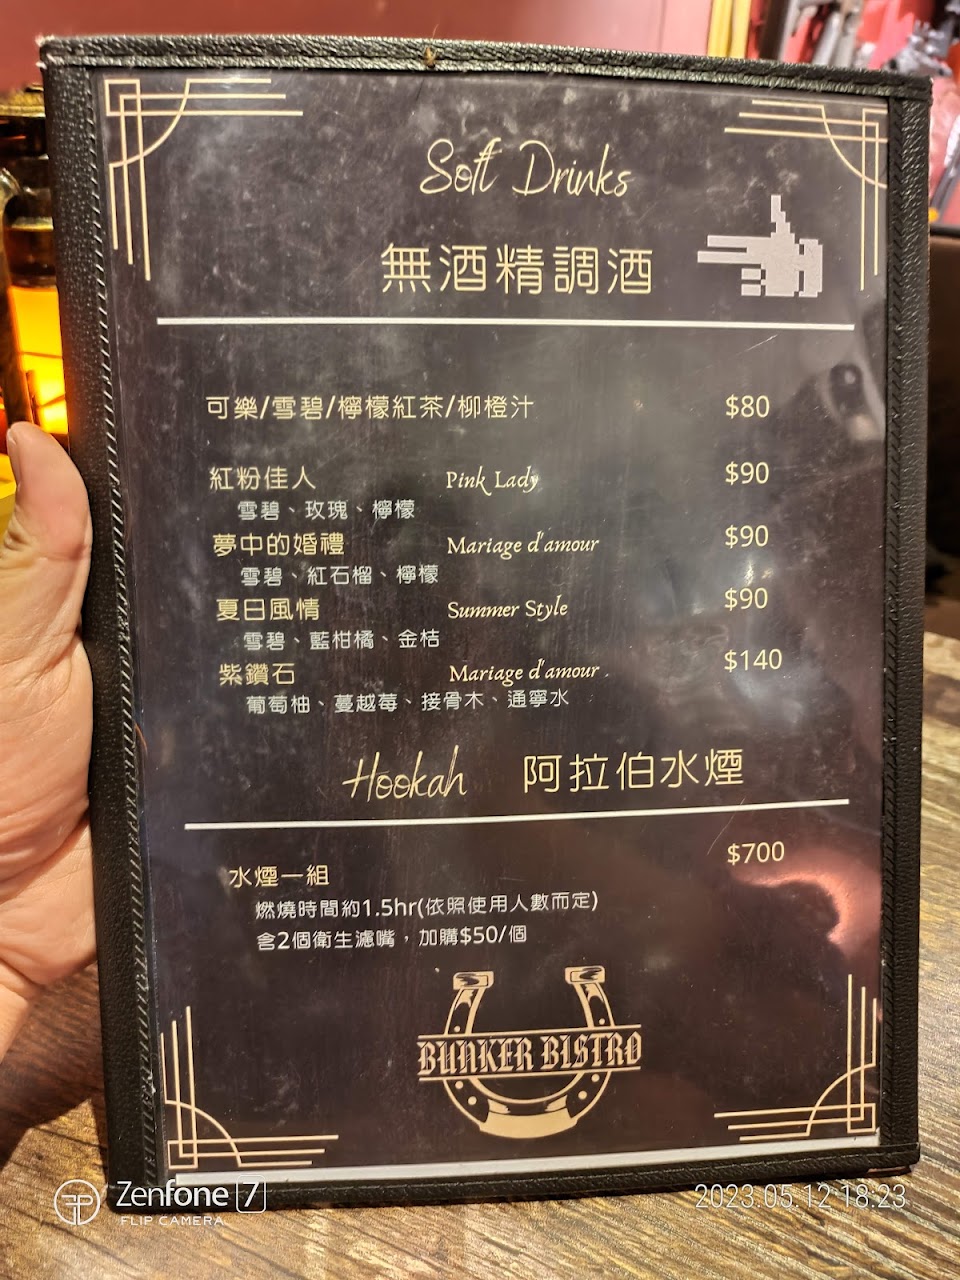 Soft Drinks
無酒精調酒
可樂/雪碧/檸檬紅茶/柳橙汁 $80
紅粉佳人 Pink Lady $90
雪碧、玫瑰、檸檬
夢中的婚禮 Mariage d'amour $90
雪碧、紅石榴、檸檬
夏日風情 Summer Style $90
雪碧、藍柑橘、金桔
紫鑽石 Mariage d'amour $140
葡萄柚、蔓越莓、接骨木、通寧水
Hookah 阿拉伯水煙
水煙一組 $700
燃燒時間約1.5hr(依照使用人數而定)
含2個衛生濾嘴，加購$50/個
BUNKER BISTRO
Zenfone 7
FLIP CAMERA
2023.05.12 18:23